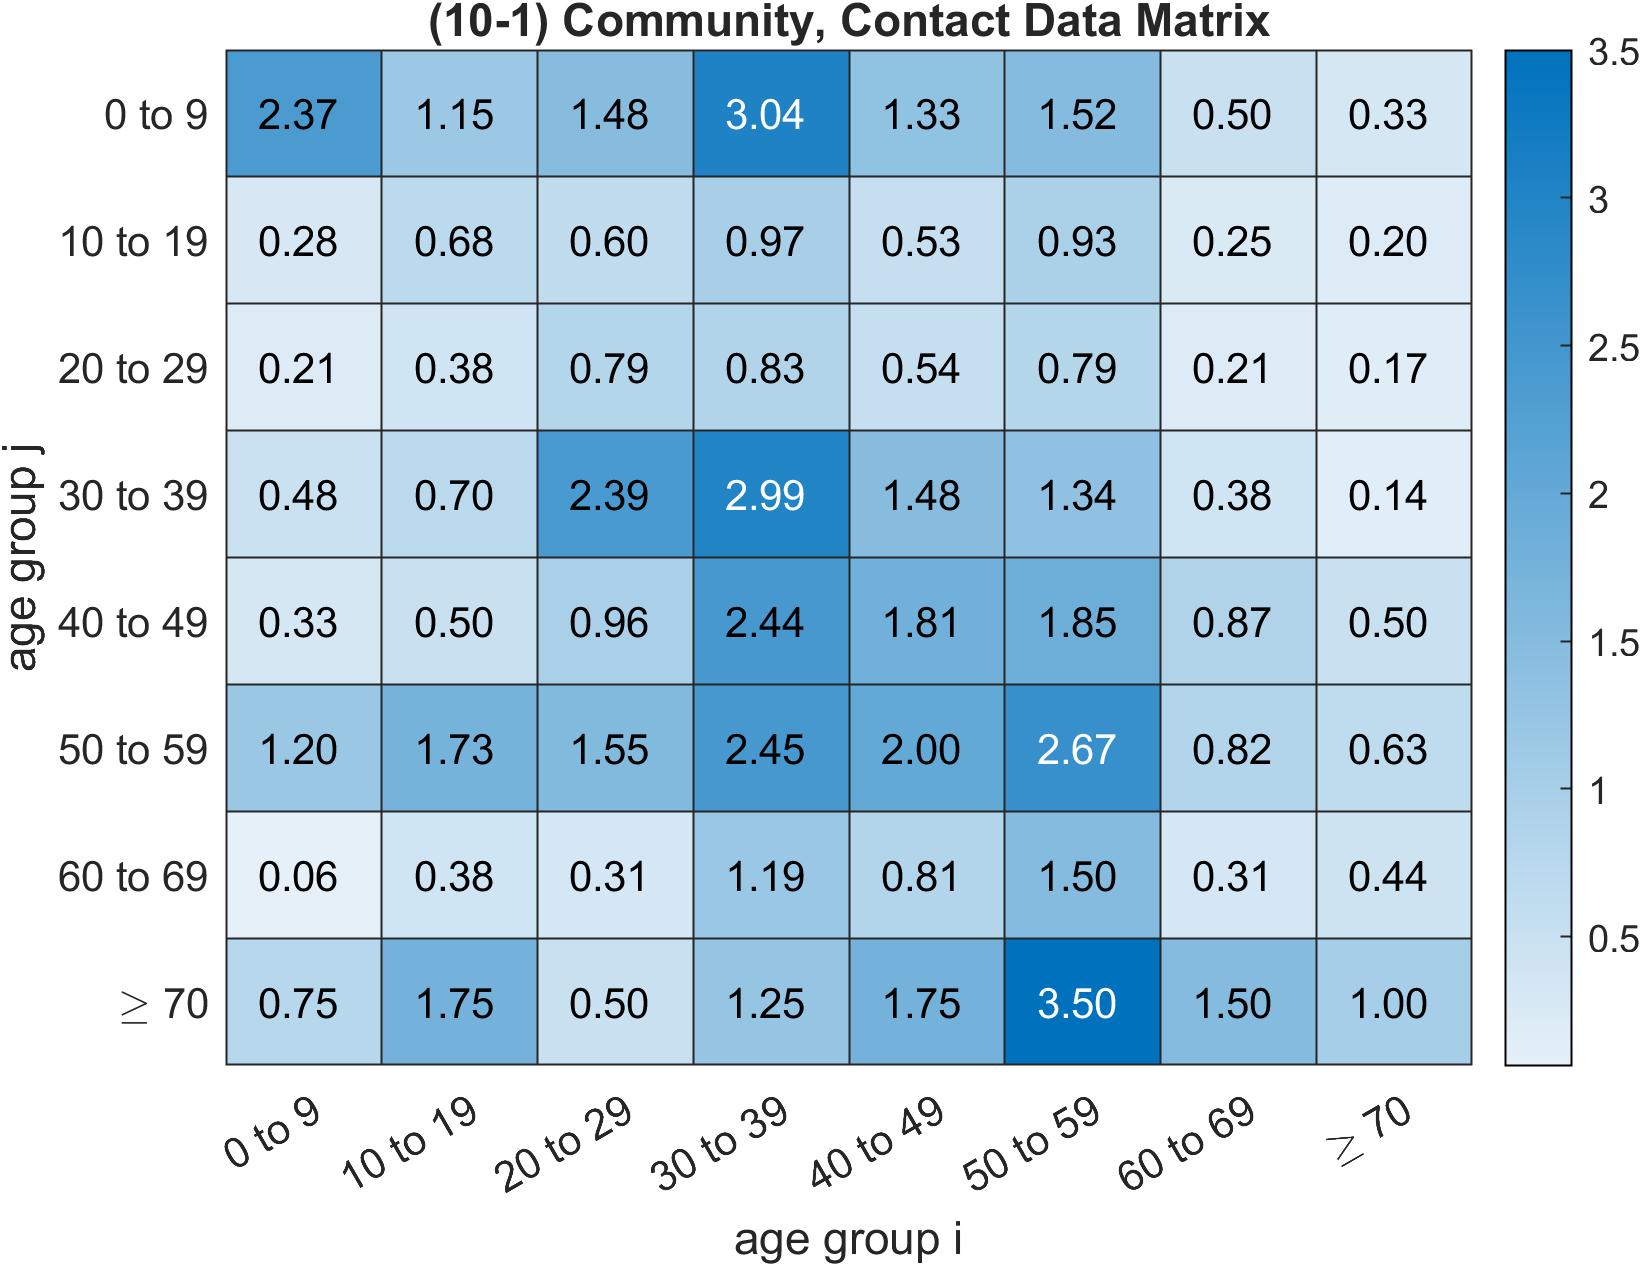 (10-1) Community, Contact Data Matrix
0 to 9 2.37 1.15 1.48 3.04 1.33 1.52 0.50 0.33
10 to 19 0.28 0.68 0.60 0.97 0.53 0.93 0.25 0.20
20 to 29 0.21 0.38 0.79 0.83 0.54 0.79 0.21 0.17
30 to 39 0.48 0.70 2.39 2.99 1.48 1.34 0.38 0.14
40 to 49 0.33 0.50 0.96 2.44 1.81 1.85 0.87 0.50
50 to 59 1.20 1.73 1.55 2.45 2.00 2.67 0.82 0.63
60 to 69 0.06 0.38 0.31 1.19 0.81 1.50 0.31 0.44
≥ 70 0.75 1.75 0.50 1.25 1.75 3.50 1.50 1.00
0 to 9 10 to 19 20 to 29 30 to 39 40 to 49 50 to 59 60 to 69 ≥ 70
age group i
age group j
3.5
3
2.5
2
1.5
1
0.5